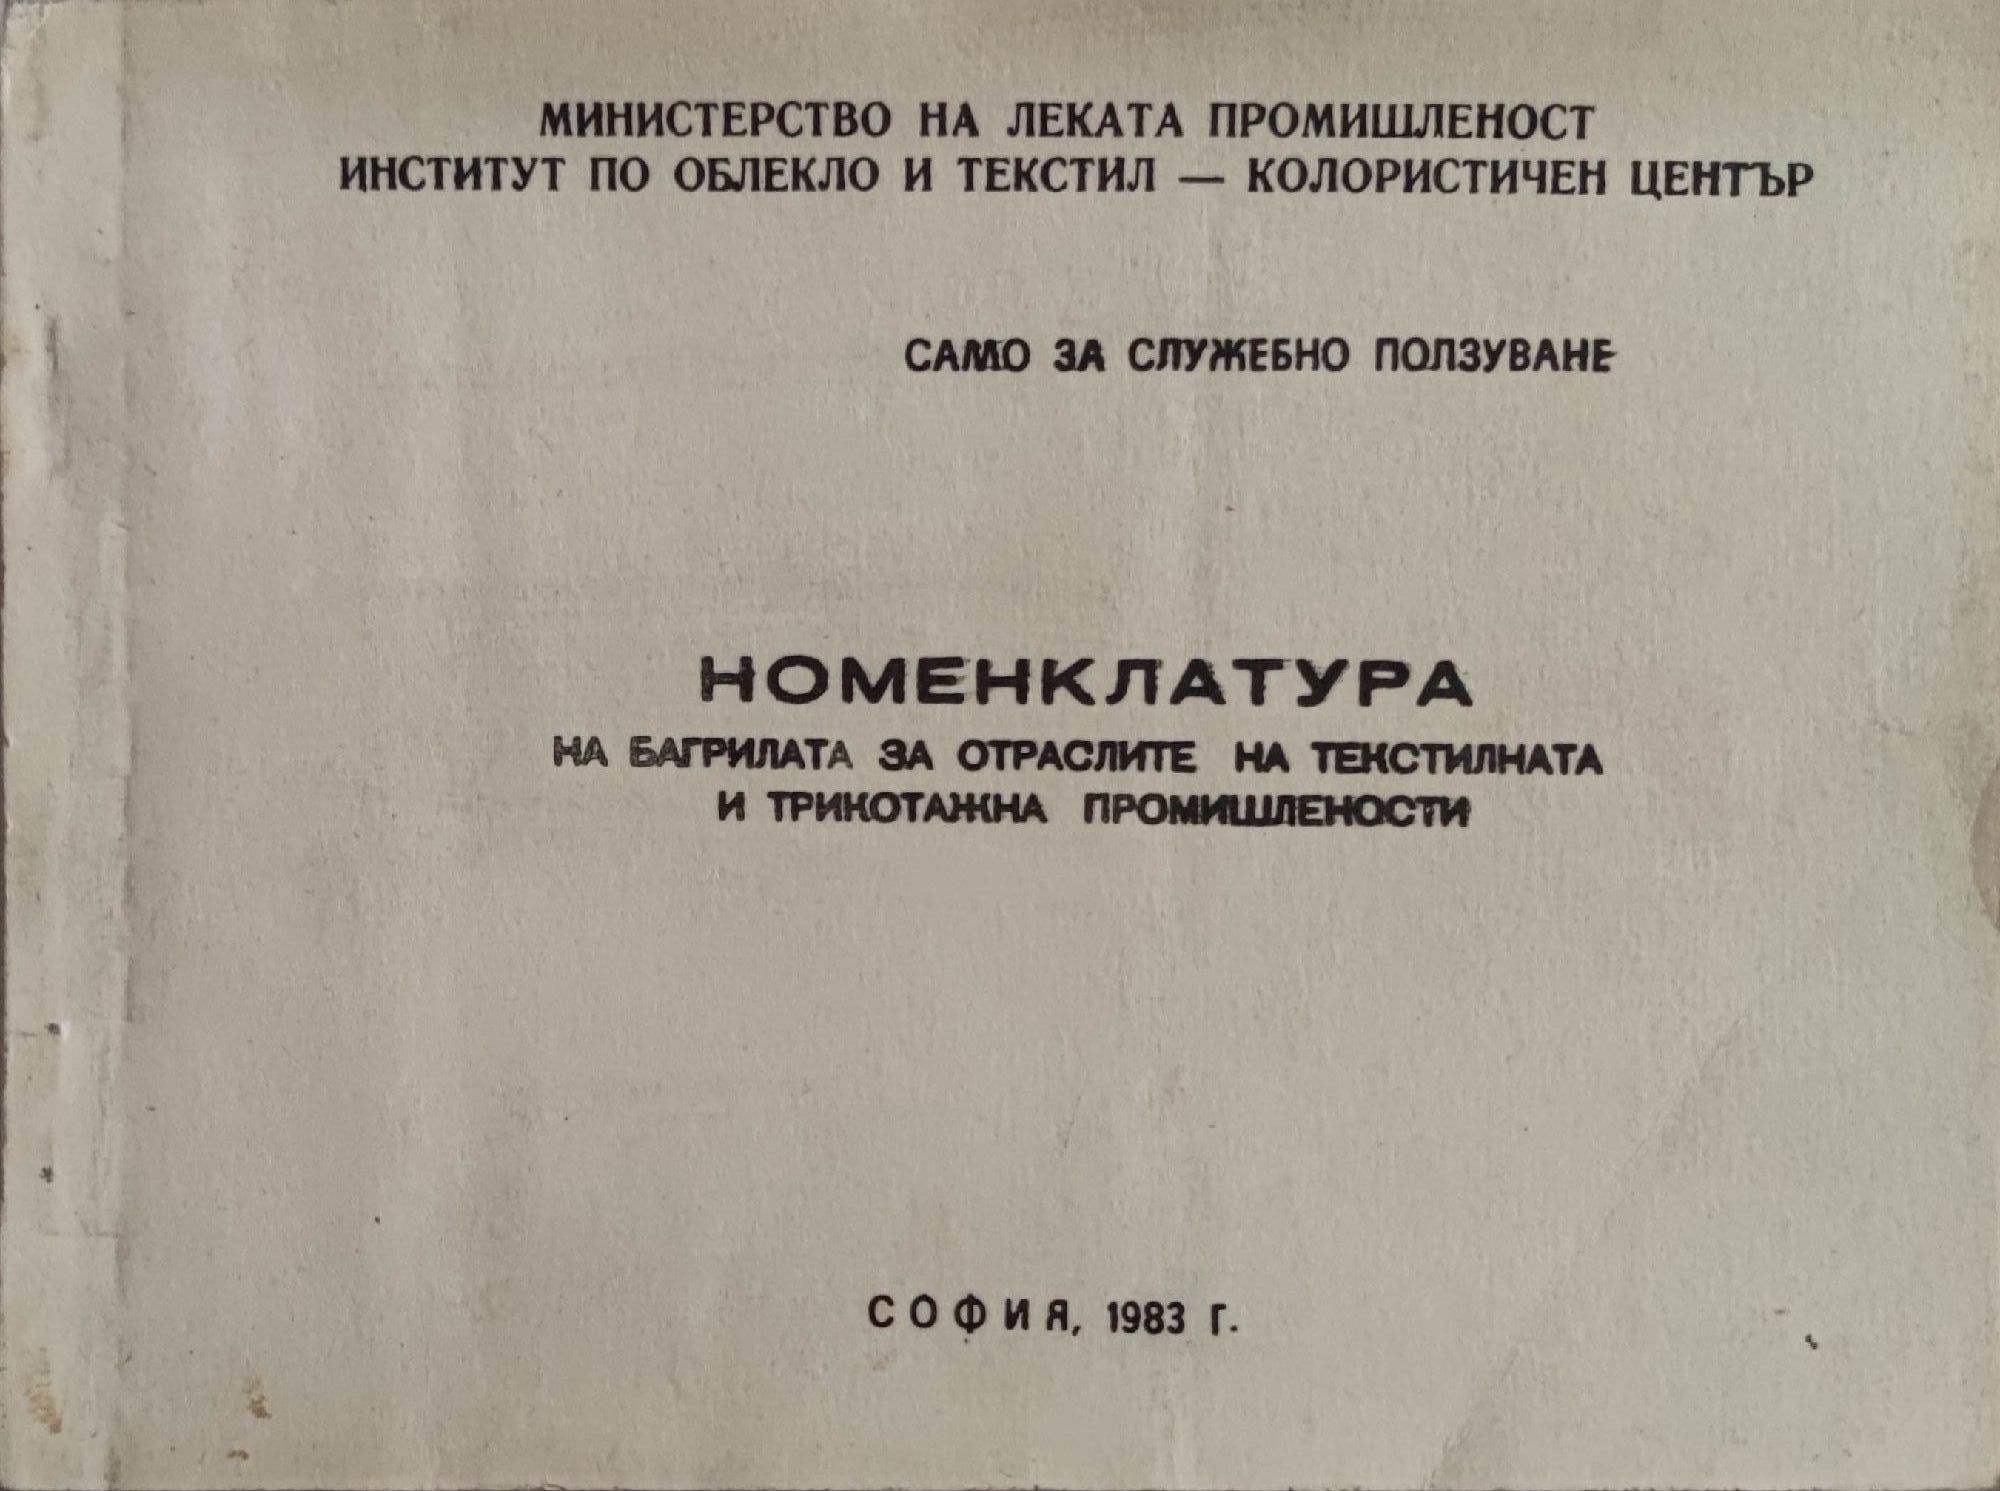 МИНИСТЕРСТВО НА ЛЕКАТА ПРОМИШЛЕНОСТ
ИНСТИТУТ ПО ОБЛЕКЛО И ТЕКСТИЛ — КОЛОРИСТИЧЕН ЦЕНТЪР
САМО ЗА СЛУЖЕБНО ПОЛЗУВАНЕ
НОМЕНКЛАТУРА
НА БАГРИЛАТА ЗА ОТРАСЛИТЕ НА ТЕКСТИЛНАТА
И ТРИКОТАЖНА ПРОМИШЛЕНОСТИ
СОФИЯ, 1983 г.